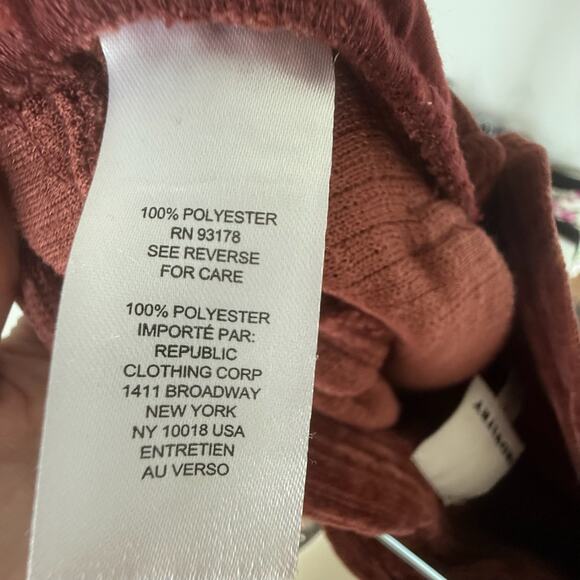 100% POLYESTER
RN 93178
SEE REVERSE
FOR CARE
100% POLYESTER
IMPORTÉ PAR:
REPUBLIC
CLOTHING CORP
1411 BROADWAY
NEW YORK
NY 10018 USA
ENTRETIEN
AU VERSO